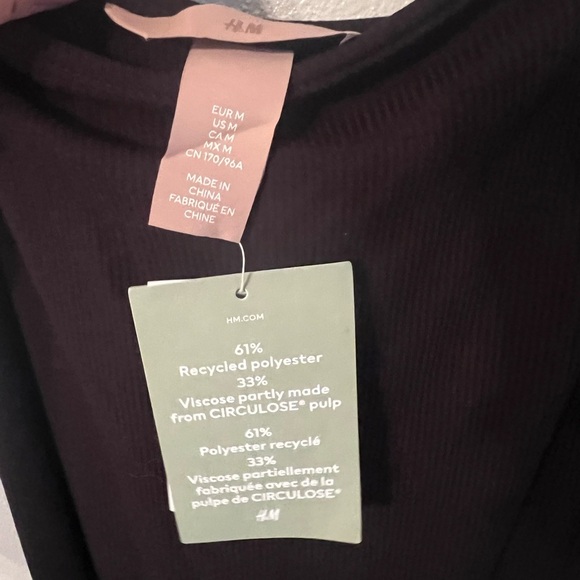 H&M
EUR M
US M
CA M
MX M
CN 170/96A
MADE IN
CHINA
FABRIQUÉ EN
CHINE
HM.COM
61%
Recycled polyester
33%
Viscose partly made
from CIRCULOSE® pulp
61%
Polyester recyclé
33%
Viscose partiellement
fabriquée avec de la
pulpe de CIRCULOSE®
H&M